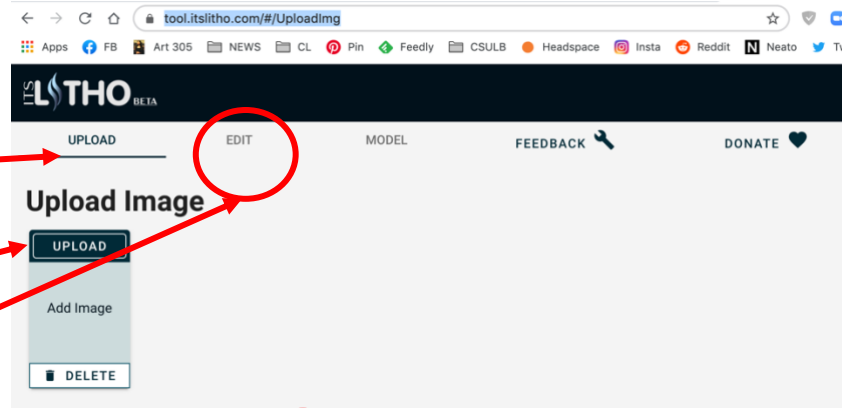 tool.itslitho.com/#/UploadImg
Apps FB Art 305 NEWS CL Pin Feedly CSULB Headspace Insta Reddit Neato
ITS LITHO BETA
UPLOAD EDIT MODEL FEEDBACK DONATE
Upload Image
UPLOAD
Add Image
DELETE